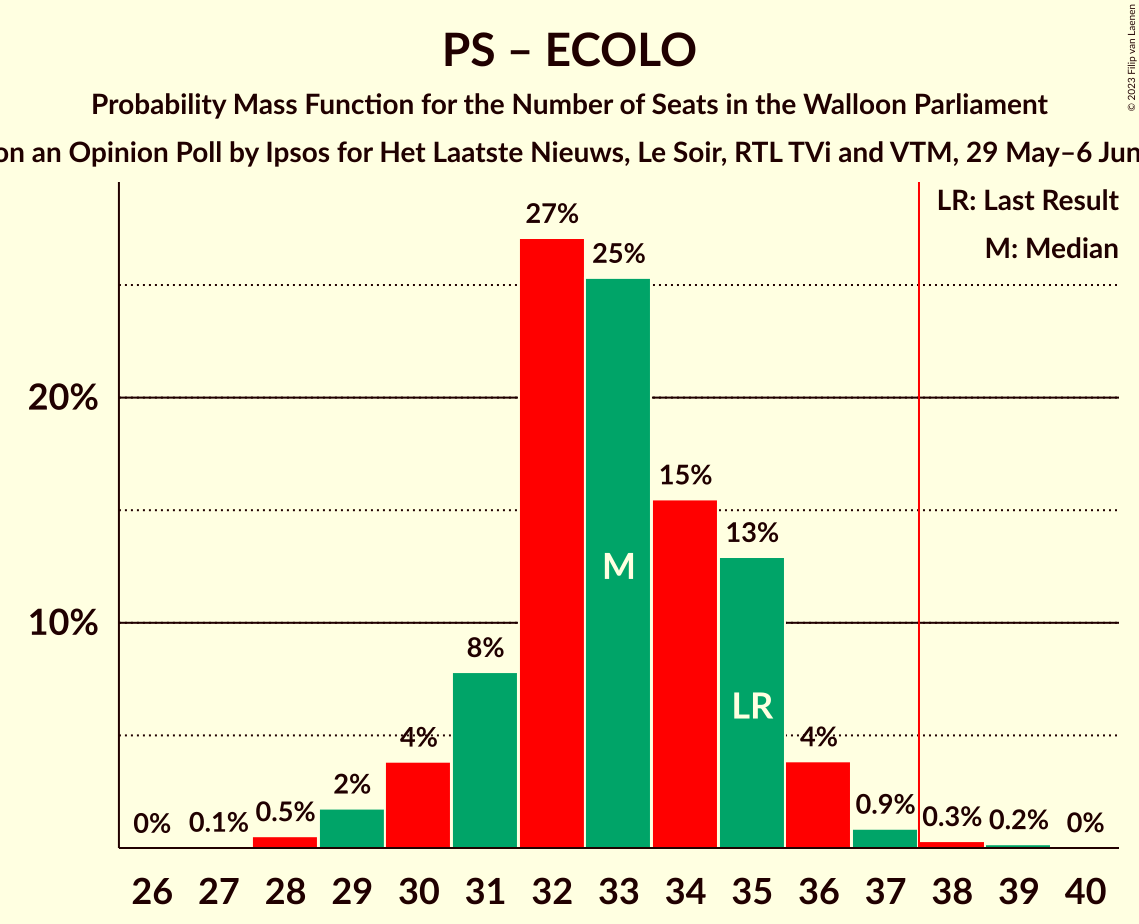 © 2023 Filip van Laenen
PS – ECOLO
Probability Mass Function for the Number of Seats in the Walloon Parliament
on an Opinion Poll by Ipsos for Het Laatste Nieuws, Le Soir, RTL TVi and VTM, 29 May–6 Jun
LR: Last Result
M: Median
20%
10%
0%
0.1%
0.5%
2%
4%
8%
27%
25%
15%
13%
4%
0.9%
0.3%
0.2%
0%
M
LR
26 27 28 29 30 31 32 33 34 35 36 37 38 39 40